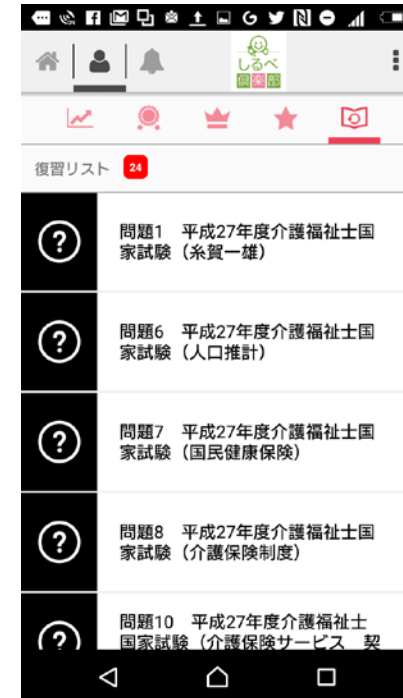 しるべ
倶楽部
復習リスト 24
問題1 平成27年度介護福祉士国
家試験(糸賀一雄)
問題6 平成27年度介護福祉士国
家試験(人口推計)
問題7 平成27年度介護福祉士国
家試験(国民健康保険)
問題8 平成27年度介護福祉士国
家試験(介護保険制度)
問題10 平成27年度介護福祉士
国家試験(介護保険サービス 契